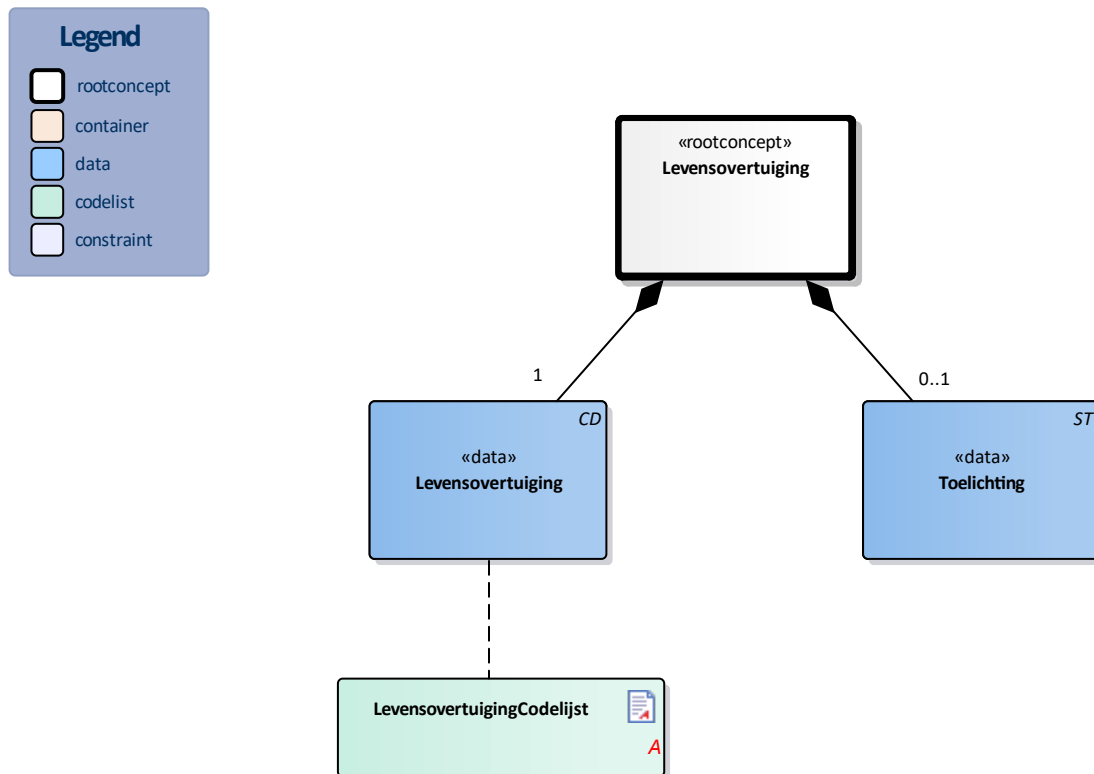 Legend
rootconcept
container
data
codelist
constraint
«rootconcept»
Levensovertuiging
1
0..1
CD
«data»
Levensovertuiging
ST
«data»
Toelichting
LevensovertuigingCodelijst
A